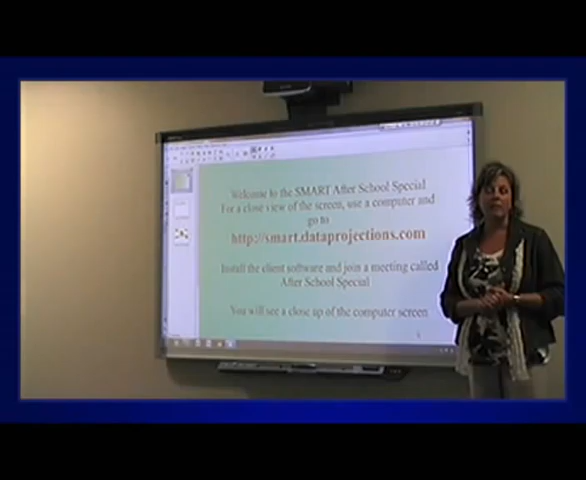 Welcome to the SMART After School Special
For a close view of the screen, use a computer and
go to
http://smart.dataprojections.com
Install the client software and join a meeting called
After School Special
You will see a close up of the computer screen